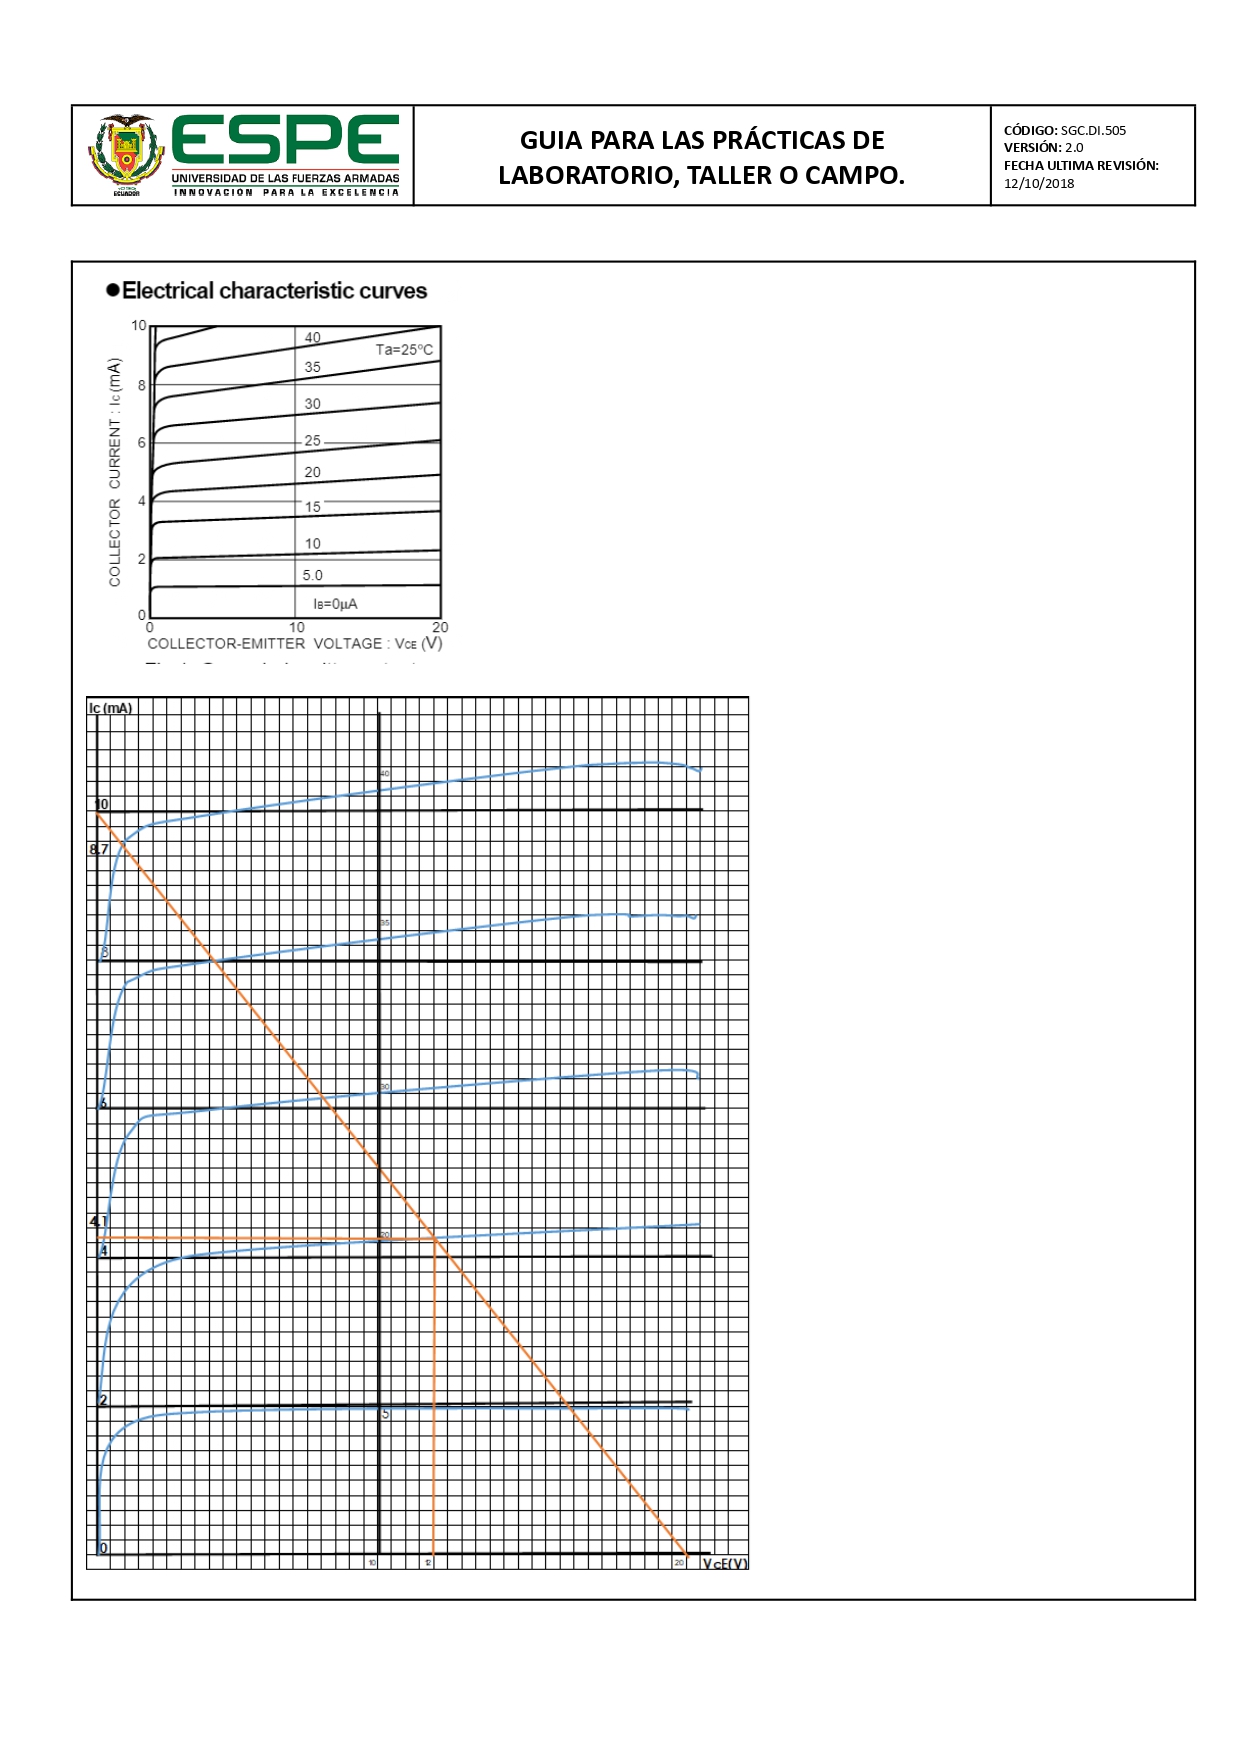 ESPE
UNIVERSIDAD DE LAS FUERZAS ARMADAS
INNOVACIÓN PARA LA EXCELENCIA
ECUADOR
GUIA PARA LAS PRÁCTICAS DE
LABORATORIO, TALLER O CAMPO.
CÓDIGO: SGC.DI.505
VERSIÓN: 2.0
FECHA ULTIMA REVISIÓN:
12/10/2018
●Electrical characteristic curves
COLLECTOR CURRENT : Ic (mA)
10
8
6
4
2
0
40
Ta=25°C
35
30
25
20
15
10
5.0
IB=0µA
0
10
20
COLLECTOR-EMITTER VOLTAGE : VCE (V)
Ic (mA)
40
10
8.7
35
8
30
6
4.1
20
4
2
5
0
10
12
20
VcE(V)